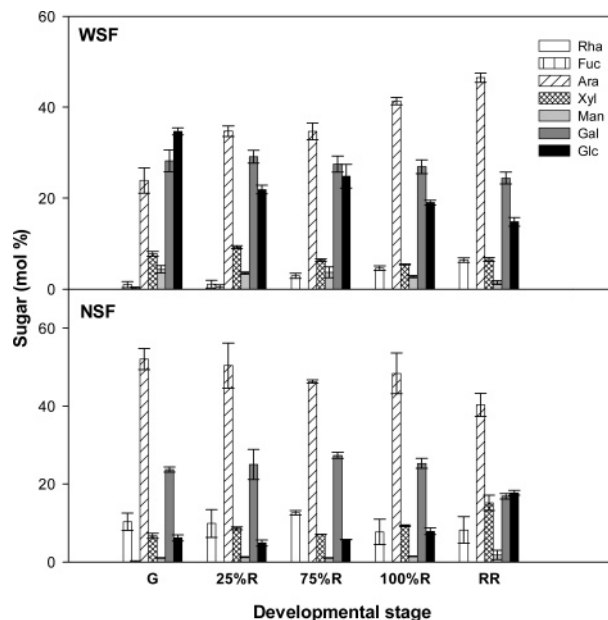 60
WSF
Rha
Fuc
Ara
Xyl
Man
Gal
Glc
40
20
0
Sugar (mol %)
NSF
60
40
20
0
G 25%R 75%R 100%R RR
Developmental stage